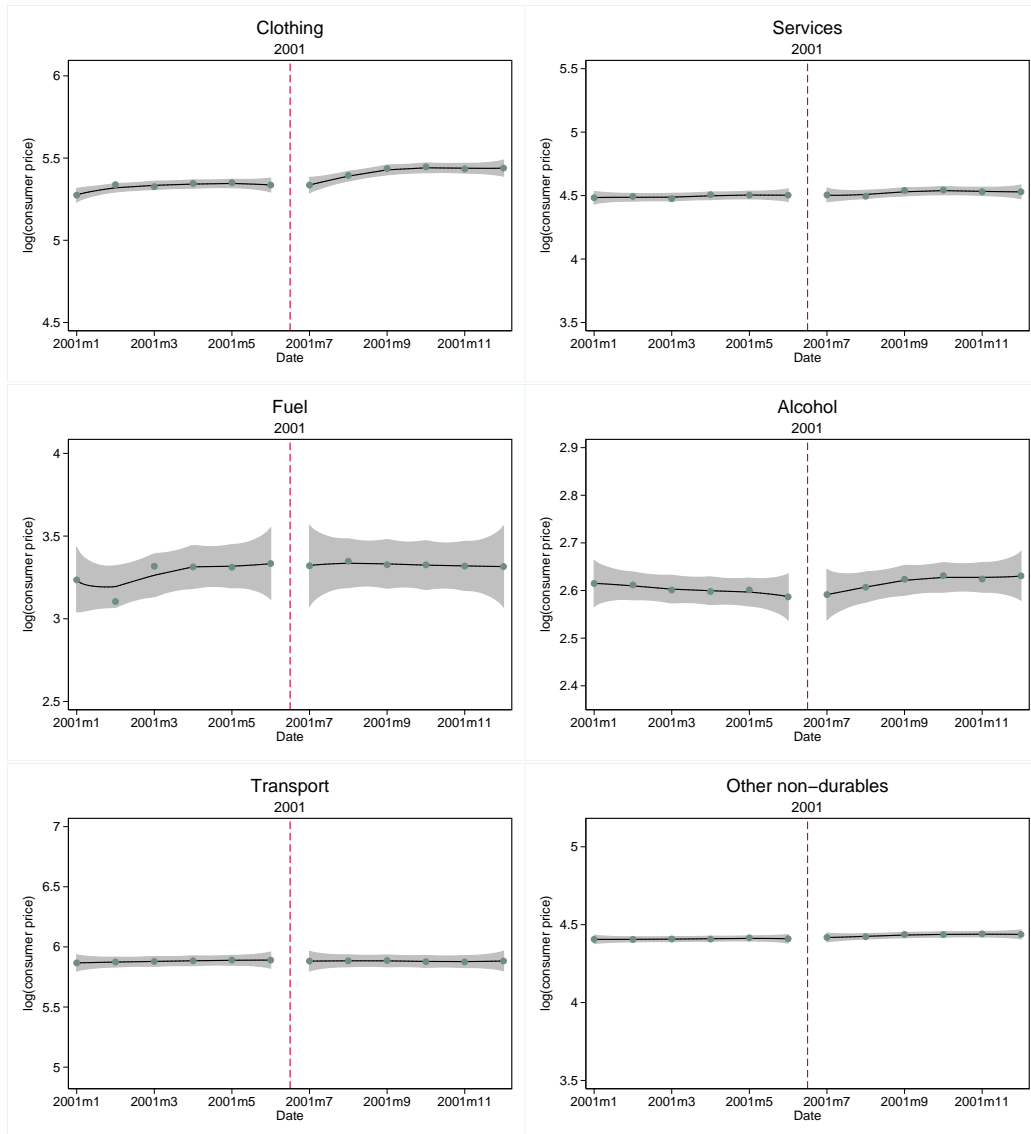 Clothing
2001
log(consumer price)
6
5.5
5
4.5
2001m1 2001m3 2001m5 2001m7 2001m9 2001m11
Date
Services
2001
log(consumer price)
5.5
5
4.5
4
3.5
2001m1 2001m3 2001m5 2001m7 2001m9 2001m11
Date
Fuel
2001
log(consumer price)
4
3.5
3
2.5
2001m1 2001m3 2001m5 2001m7 2001m9 2001m11
Date
Alcohol
2001
log(consumer price)
2.9
2.8
2.7
2.6
2.5
2.4
2001m1 2001m3 2001m5 2001m7 2001m9 2001m11
Date
Transport
2001
log(consumer price)
7
6.5
6
5.5
5
2001m1 2001m3 2001m5 2001m7 2001m9 2001m11
Date
Other non−durables
2001
log(consumer price)
5
4.5
4
3.5
2001m1 2001m3 2001m5 2001m7 2001m9 2001m11
Date